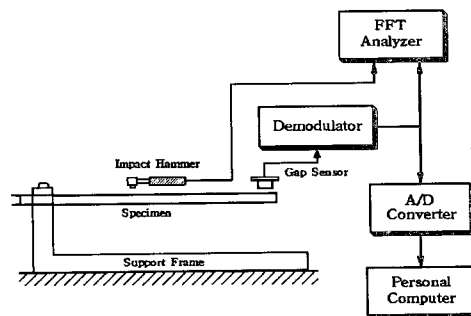 FFT
Analyzer
Demodulator
Impact Hammer
Gap Sensor
Specimen
A/D
Converter
Support Frame
Personal
Computer